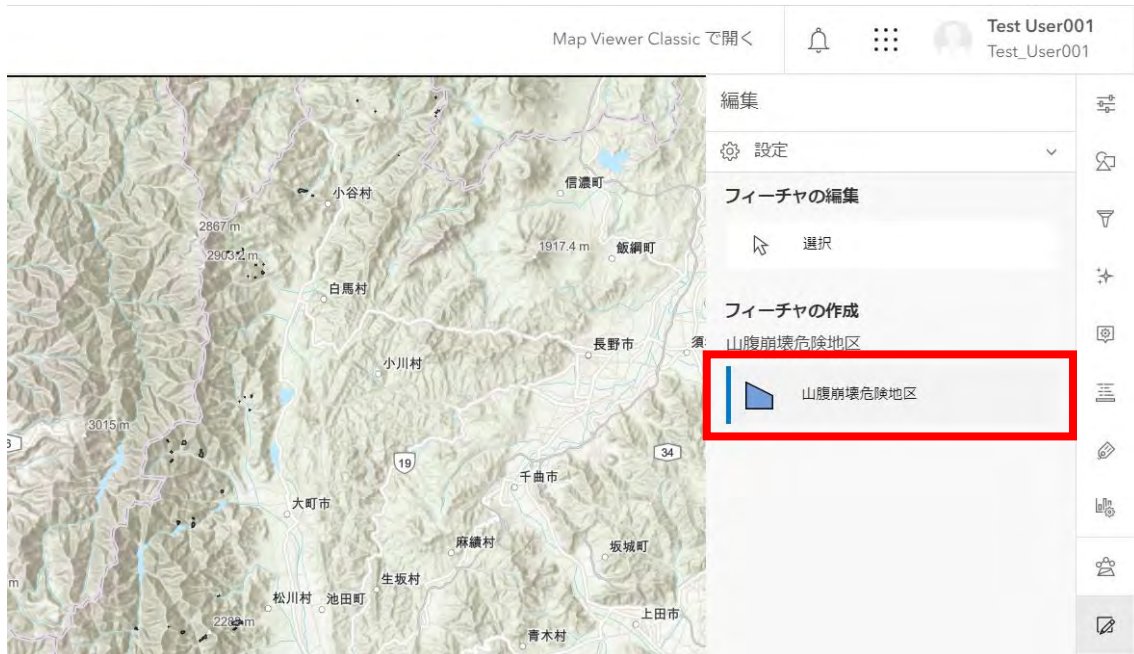 Map Viewer Classic で開く
Test User001
Test_User001
編集
設定
フィーチャの編集
選択
フィーチャの作成
山腹崩壊危険地区
山腹崩壊危険地区
信濃町
小谷村
2867 m
1917.4 m
飯綱町
白馬村
長野市
須
小川村
3015 m
19
34
千曲市
大町市
麻績村
坂城町
生坂村
松川村
池田町
上田市
青木村
m